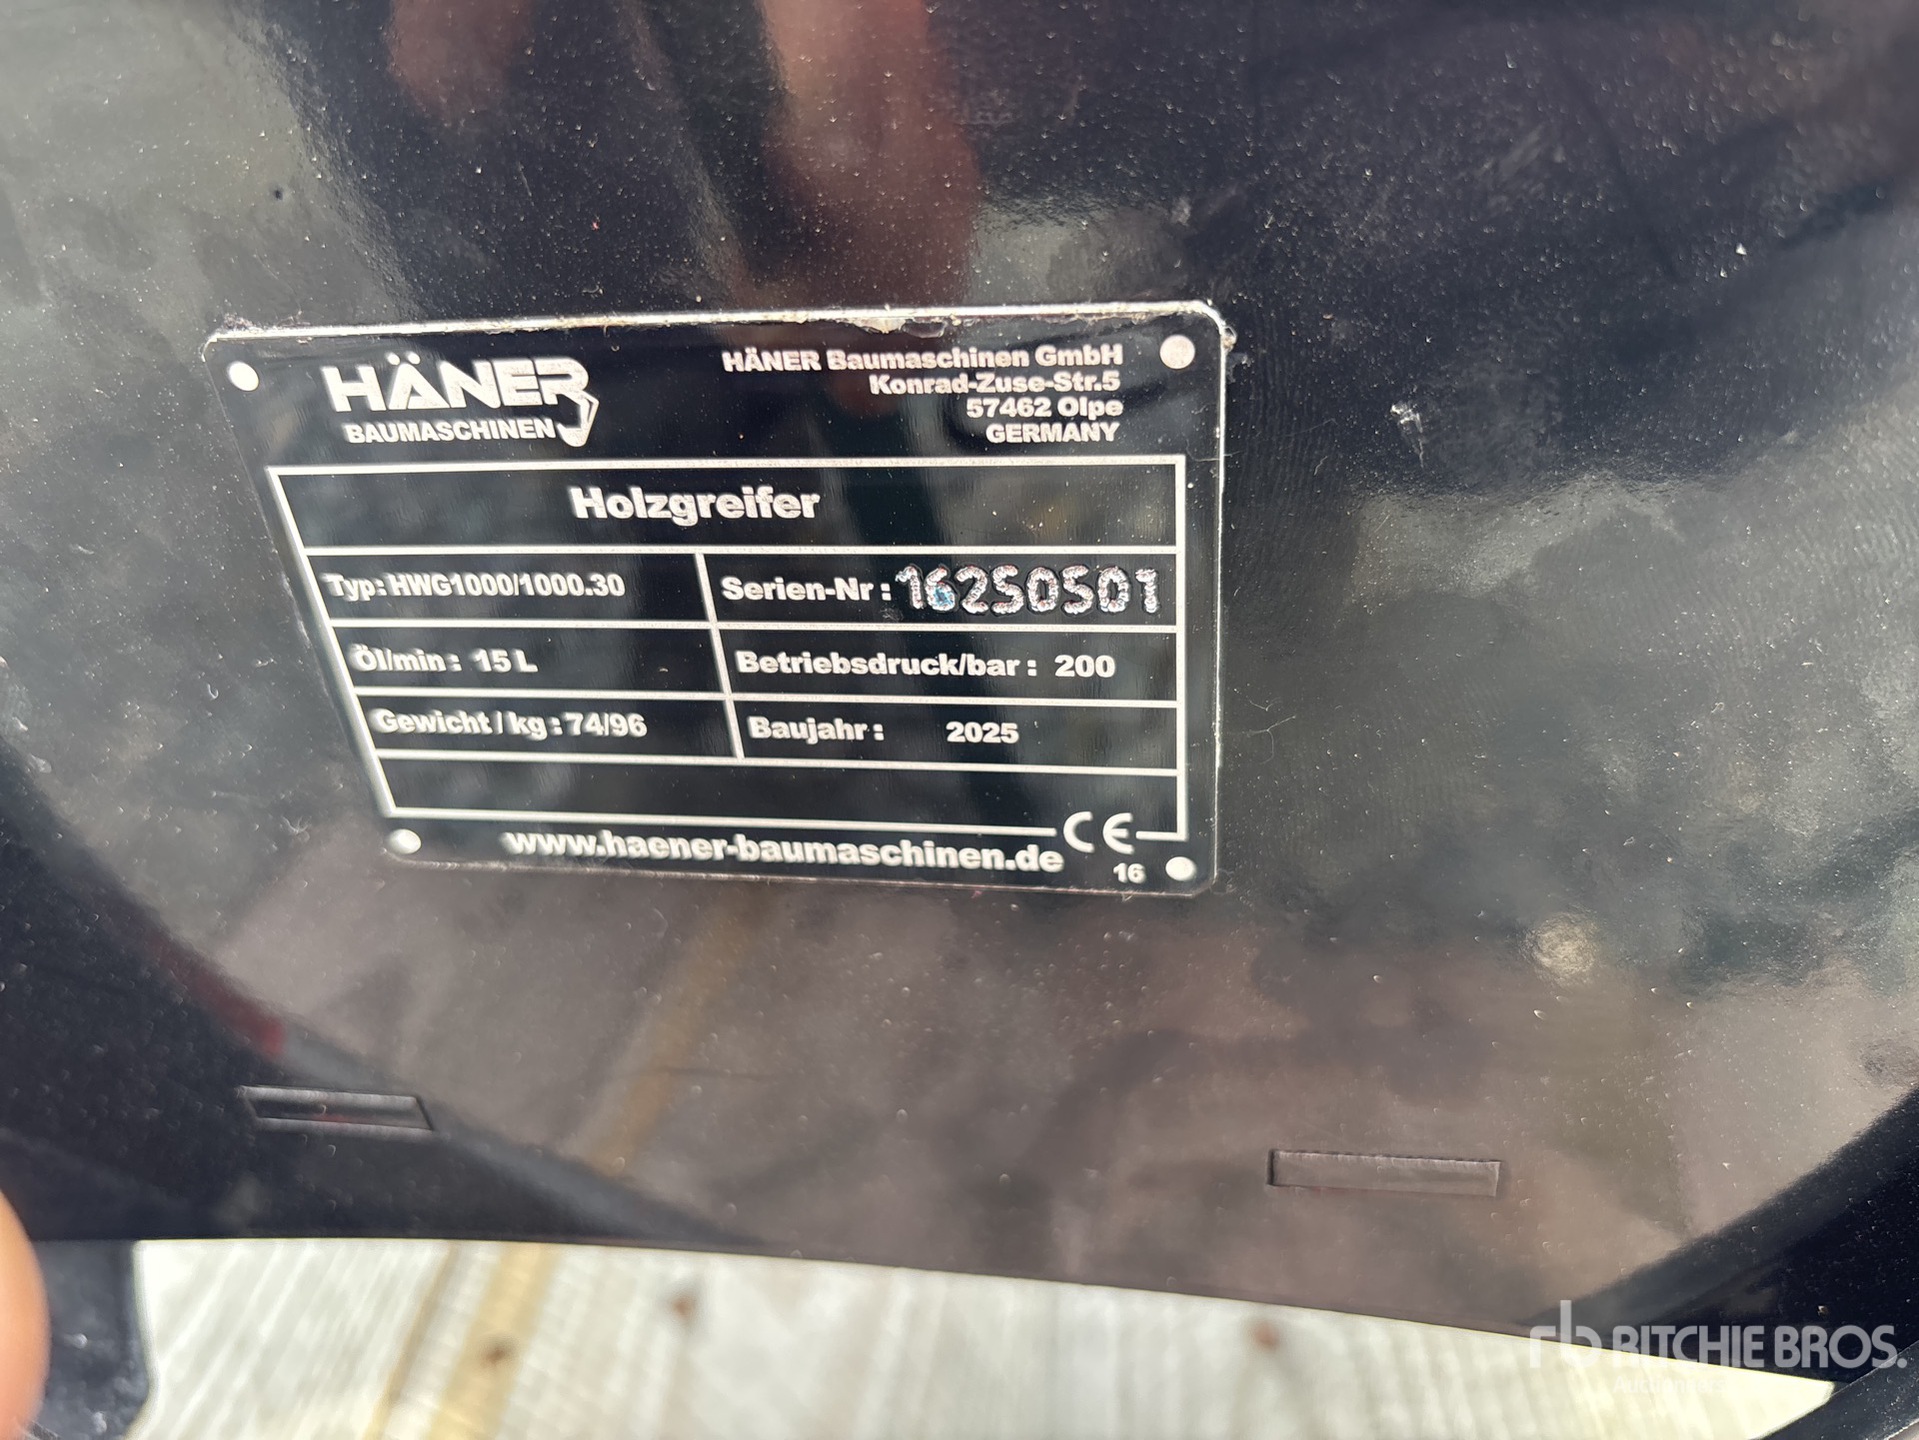 HÄNER
BAUMASCHINEN
HÄNER Baumaschinen GmbH
Konrad-Zuse-Str.5
57462 Olpe
GERMANY
Holzgreifer
Typ: HWG1000/1000.30
Serien-Nr : 16250501
Öl/min : 15 L
Betriebsdruck/bar : 200
Gewicht / kg : 74/96
Baujahr : 2025
www.haener-baumaschinen.de
CE
16
rb RITCHIE BROS.
Auctioneers